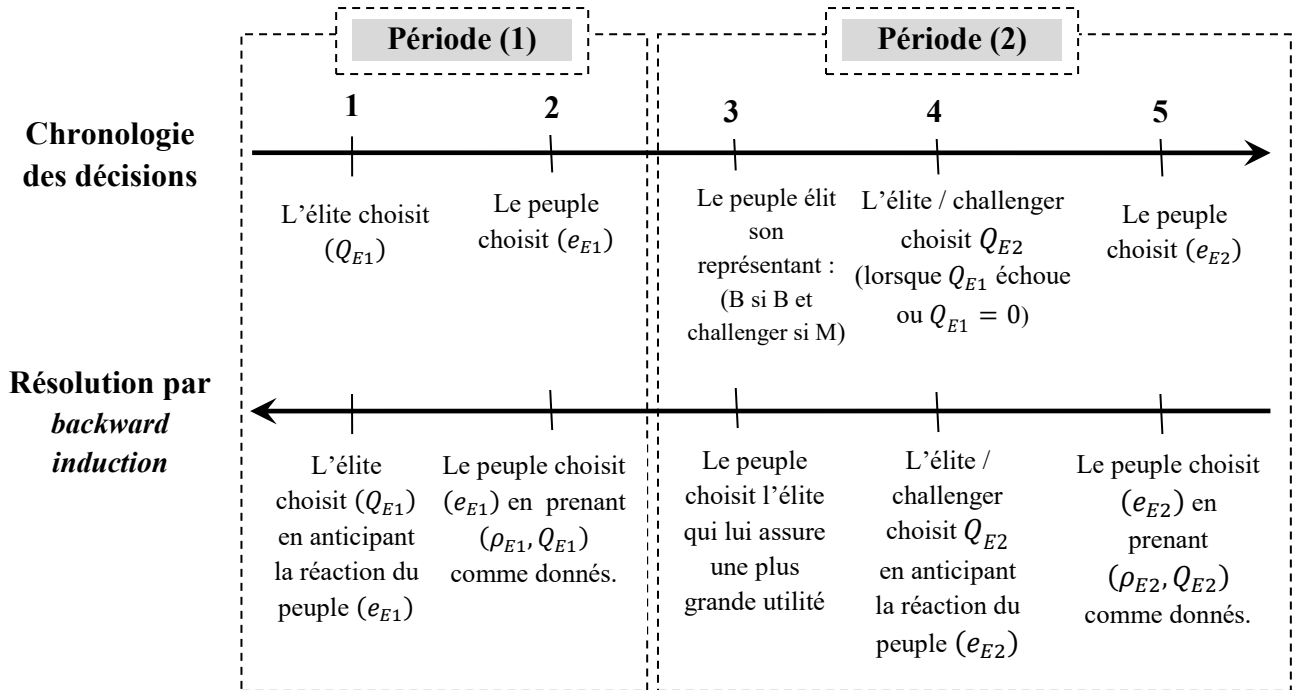 Période (1)
Période (2)
Chronologie
des décisions
1
2
3
4
5
L'élite choisit
(Q_{E1})
Le peuple
choisit (e_{E1})
Le peuple élit
son
représentant :
(B si B et
challenger si M)
L'élite / challenger
choisit Q_{E2}
(lorsque Q_{E1} échoue
ou Q_{E1} = 0)
Le peuple
choisit (e_{E2})
Résolution par
backward
induction
L'élite
choisit (Q_{E1})
en anticipant
la réaction du
peuple (e_{E1})
Le peuple choisit
(e_{E1}) en prenant
(ρ_{E1}, Q_{E1})
comme donnés.
Le peuple
choisit l'élite
qui lui assure
une plus
grande utilité
L'élite /
challenger
choisit Q_{E2}
en anticipant
la réaction du
peuple (e_{E2})
Le peuple choisit
(e_{E2}) en
prenant
(ρ_{E2}, Q_{E2})
comme donnés.